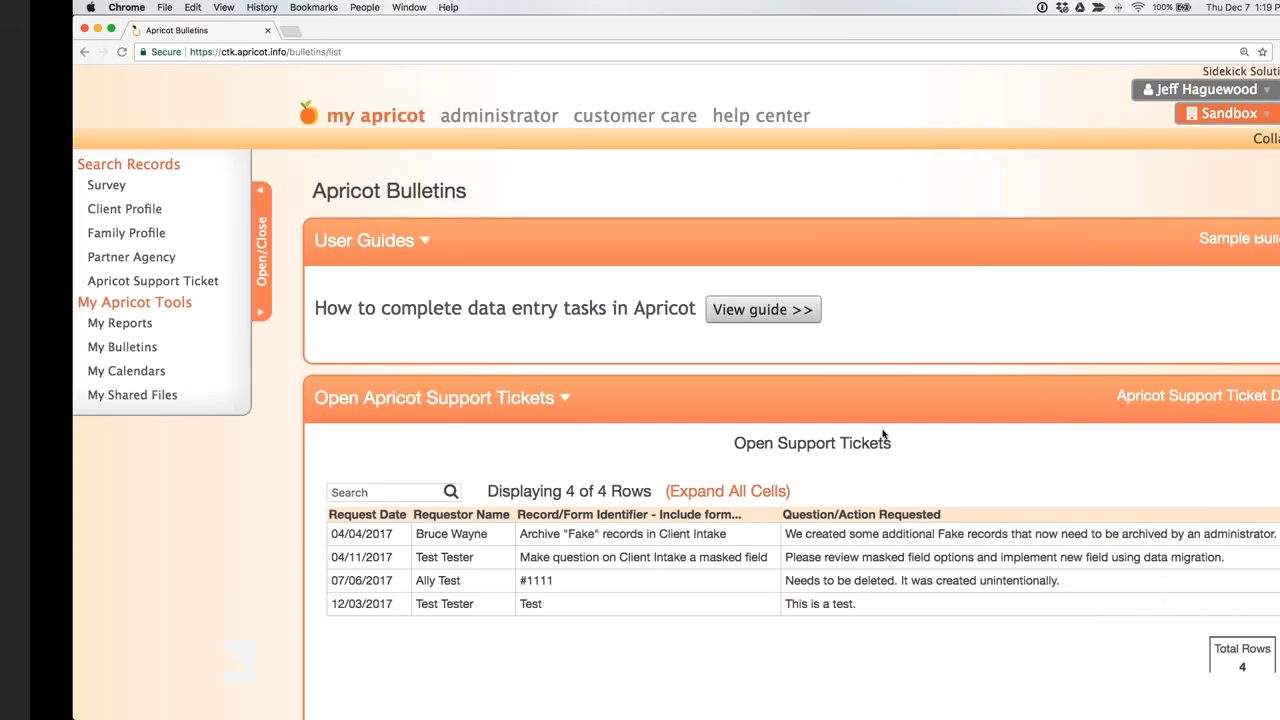 Chrome File Edit View History Bookmarks People Window Help 100% Thu Dec 7 1:19 P
Apricot Bulletins
Secure https://ctk.apricot.info/bulletins/list
Sidekick Soluti
Jeff Haguewood
my apricot administrator customer care help center
Sandbox
Colla
Search Records
Survey
Client Profile
Family Profile
Partner Agency
Apricot Support Ticket
My Apricot Tools
My Reports
My Bulletins
My Calendars
My Shared Files
Open/Close
Apricot Bulletins
User Guides Sample Bulle
How to complete data entry tasks in Apricot View guide >>
Open Apricot Support Tickets Apricot Support Ticket D
Open Support Tickets
Search Displaying 4 of 4 Rows (Expand All Cells)
Request Date Requestor Name Record/Form Identifier - Include form... Question/Action Requested
04/04/2017 Bruce Wayne Archive "Fake" records in Client Intake We created some additional Fake records that now need to be archived by an administrator.
04/11/2017 Test Tester Make question on Client Intake a masked field Please review masked field options and implement new field using data migration.
07/06/2017 Ally Test #1111 Needs to be deleted. It was created unintentionally.
12/03/2017 Test Tester Test This is a test.
Total Rows
4